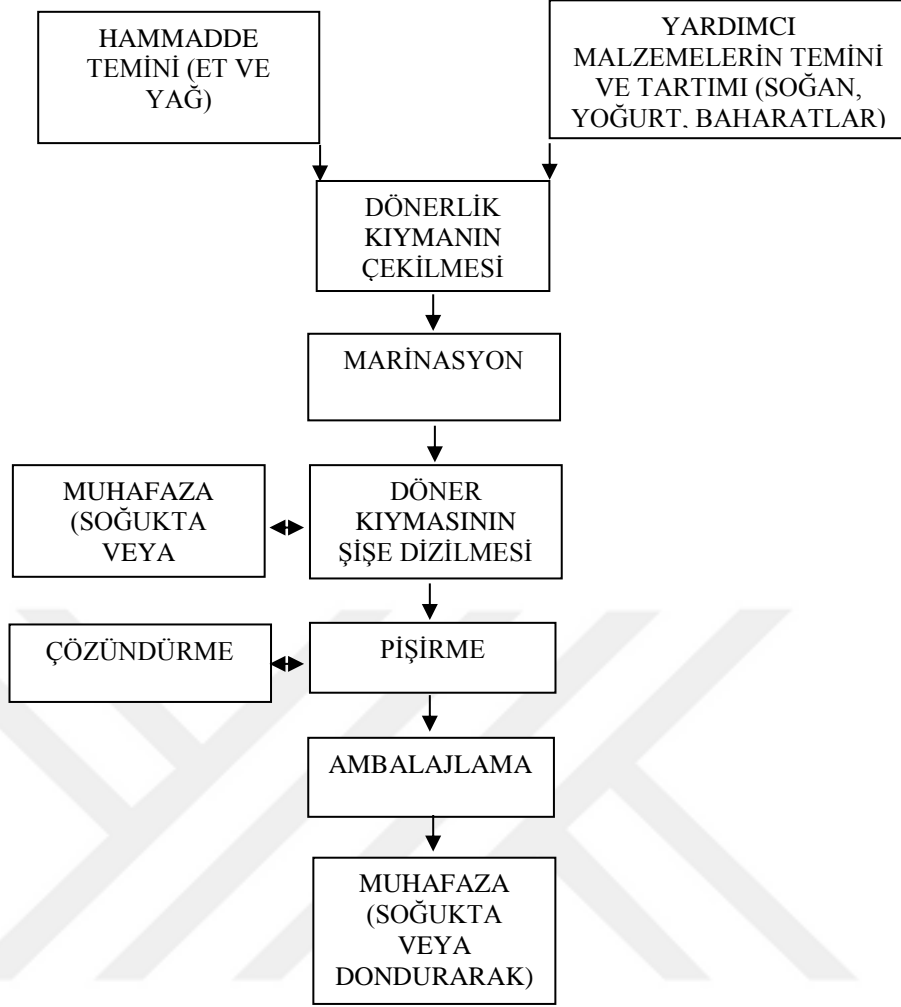 HAMMADDE
TEMİNİ (ET VE
YAĞ)
YARDIMCI
MALZEMELERİN TEMİNİ
VE TARTIMI (SOĞAN,
YOĞURT, BAHARATLAR)
DÖNERLİK
KIYMANIN
ÇEKİLMESİ
MARİNASYON
MUHAFAZA
(SOĞUKTA
VEYA
DÖNER
KIYMASININ
ŞİŞE DİZİLMESİ
ÇÖZÜNDÜRME
PİŞİRME
AMBALAJLAMA
MUHAFAZA
(SOĞUKTA
VEYA
DONDURARAK)